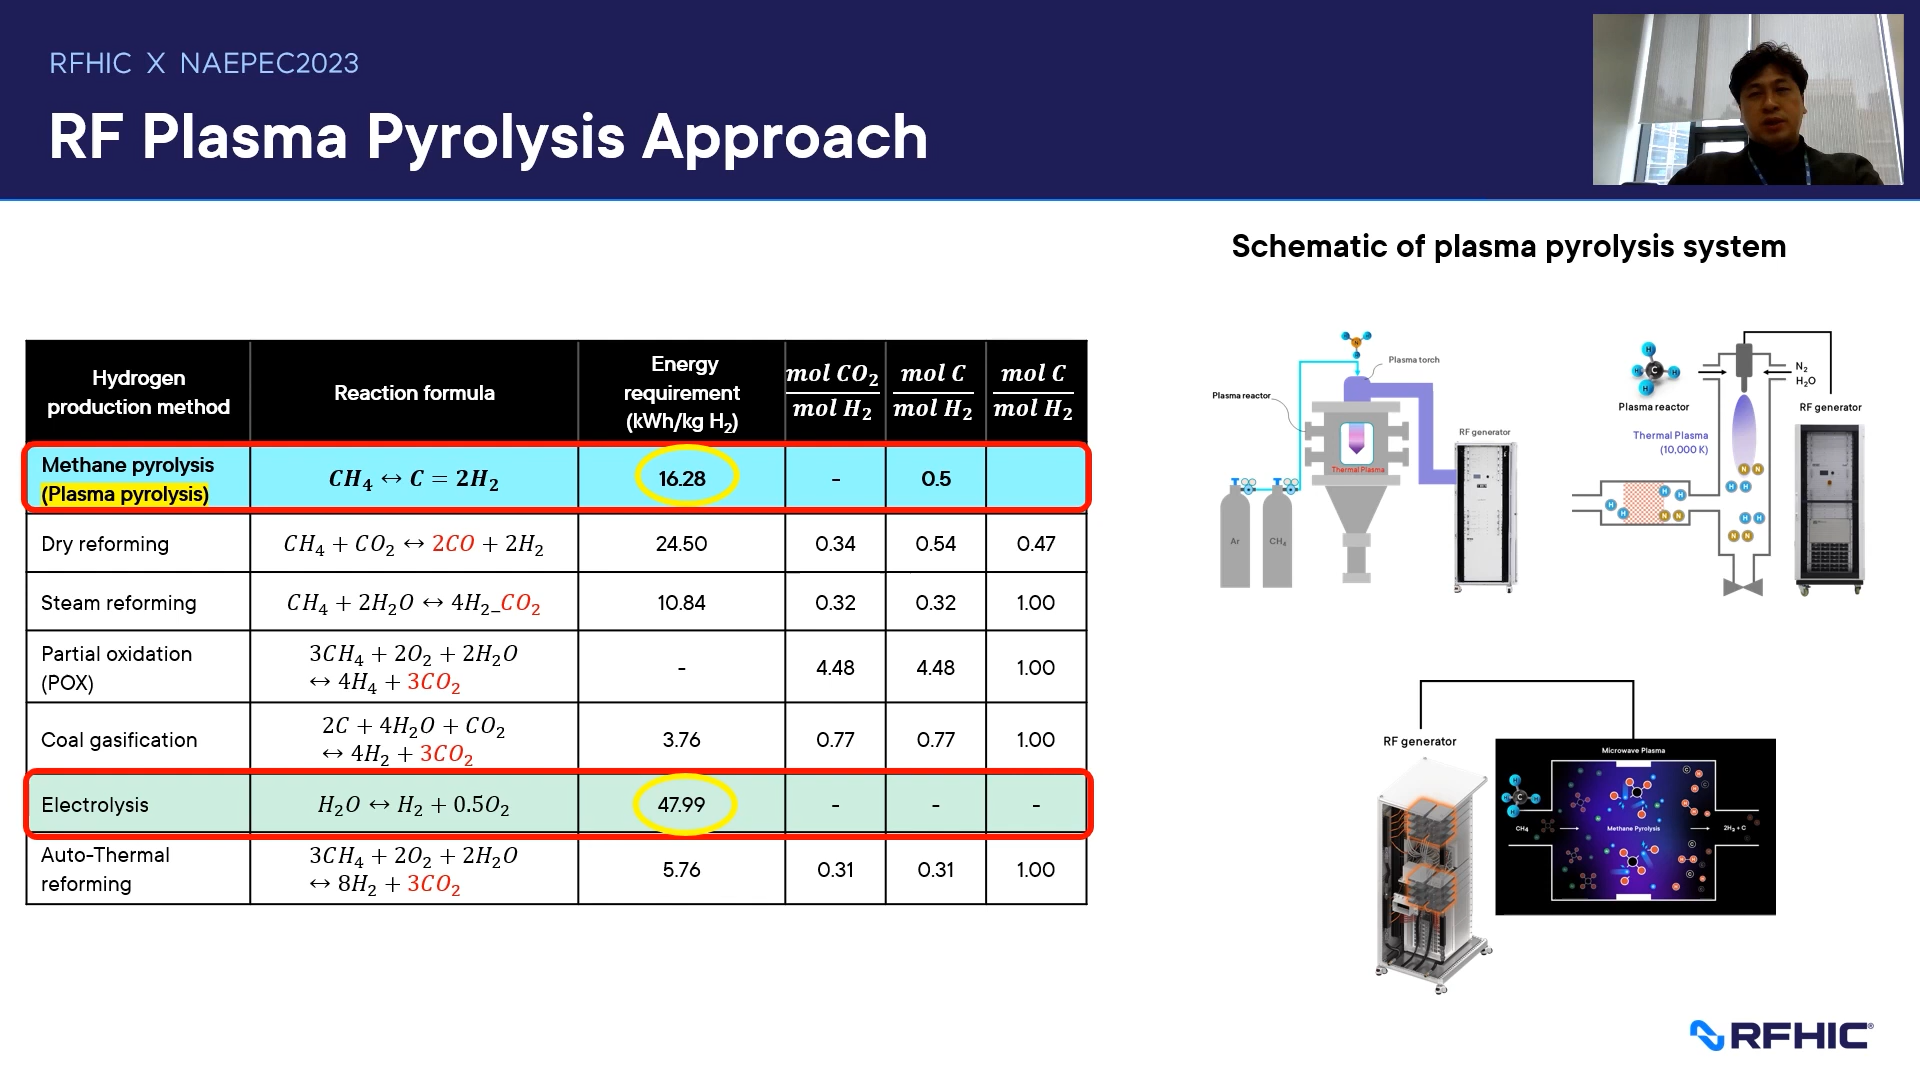 RFHIC X NAEPEC2023
RF Plasma Pyrolysis Approach
Hydrogen
production method
Reaction formula
Energy
requirement
(kWh/kg H₂)
mol CO₂
mol H₂
mol C
mol H₂
mol C
mol H₂
Methane pyrolysis
(Plasma pyrolysis)
CH₄ ↔ C = 2H₂
16.28
-
0.5
Dry reforming
CH₄ + CO₂ ↔ 2CO + 2H₂
24.50
0.34
0.54
0.47
Steam reforming
CH₄ + 2H₂O ↔ 4H₂_CO₂
10.84
0.32
0.32
1.00
Partial oxidation
(POX)
3CH₄ + 2O₂ + 2H₂O
↔ 4H₄ + 3CO₂
-
4.48
4.48
1.00
Coal gasification
2C + 4H₂O + CO₂
↔ 4H₂ + 3CO₂
3.76
0.77
0.77
1.00
Electrolysis
H₂O ↔ H₂ + 0.5O₂
47.99
-
-
-
Auto-Thermal
reforming
3CH₄ + 2O₂ + 2H₂O
↔ 8H₂ + 3CO₂
5.76
0.31
0.31
1.00
Schematic of plasma pyrolysis system
Plasma torch
Plasma reactor
RF generator
Thermal Plasma
Ar
CH₄
Plasma reactor
N₂
H₂O
RF generator
Thermal Plasma
(10,000 K)
RF generator
Microwave Plasma
CH₄
Methane Pyrolysis
2H₂ + C
RFHIC®